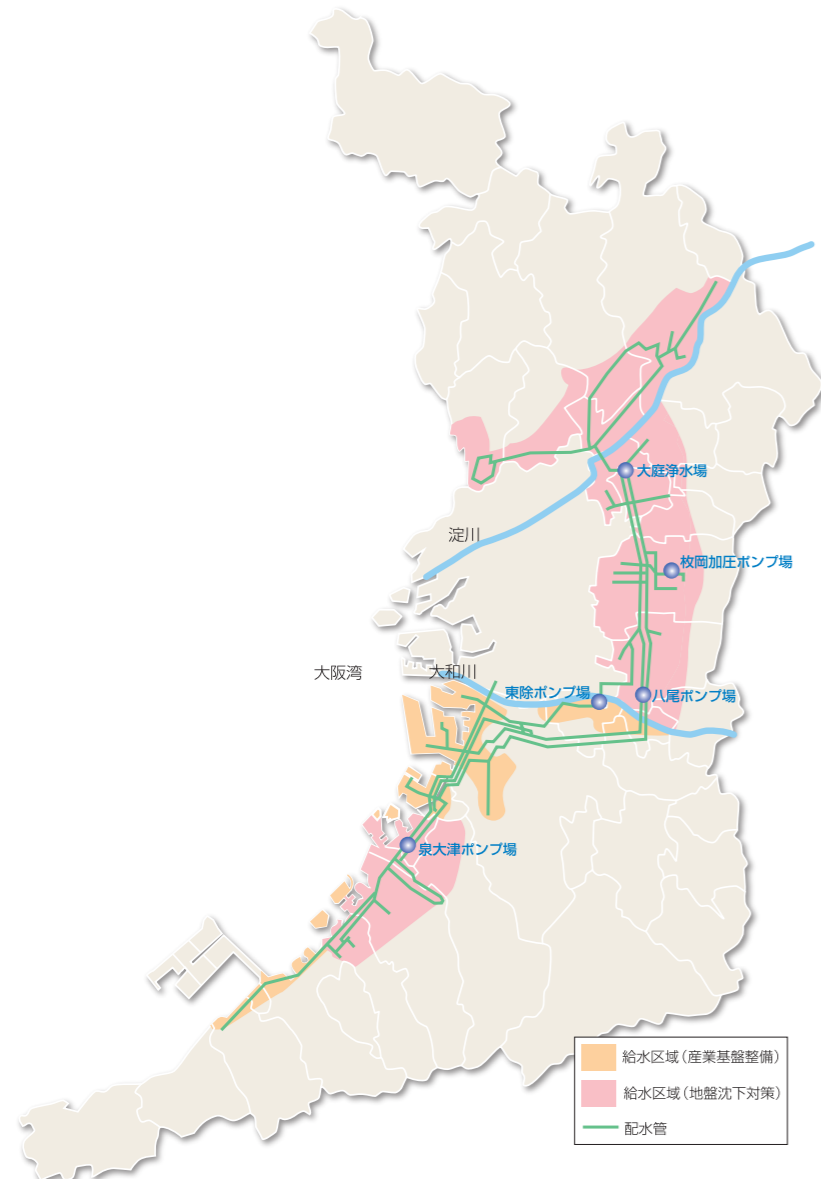 大庭浄水場
淀川
枚岡加圧ポンプ場
大阪湾
大和川
東除ポンプ場
八尾ポンプ場
泉大津ポンプ場
給水区域(産業基盤整備)
給水区域(地盤沈下対策)
配水管